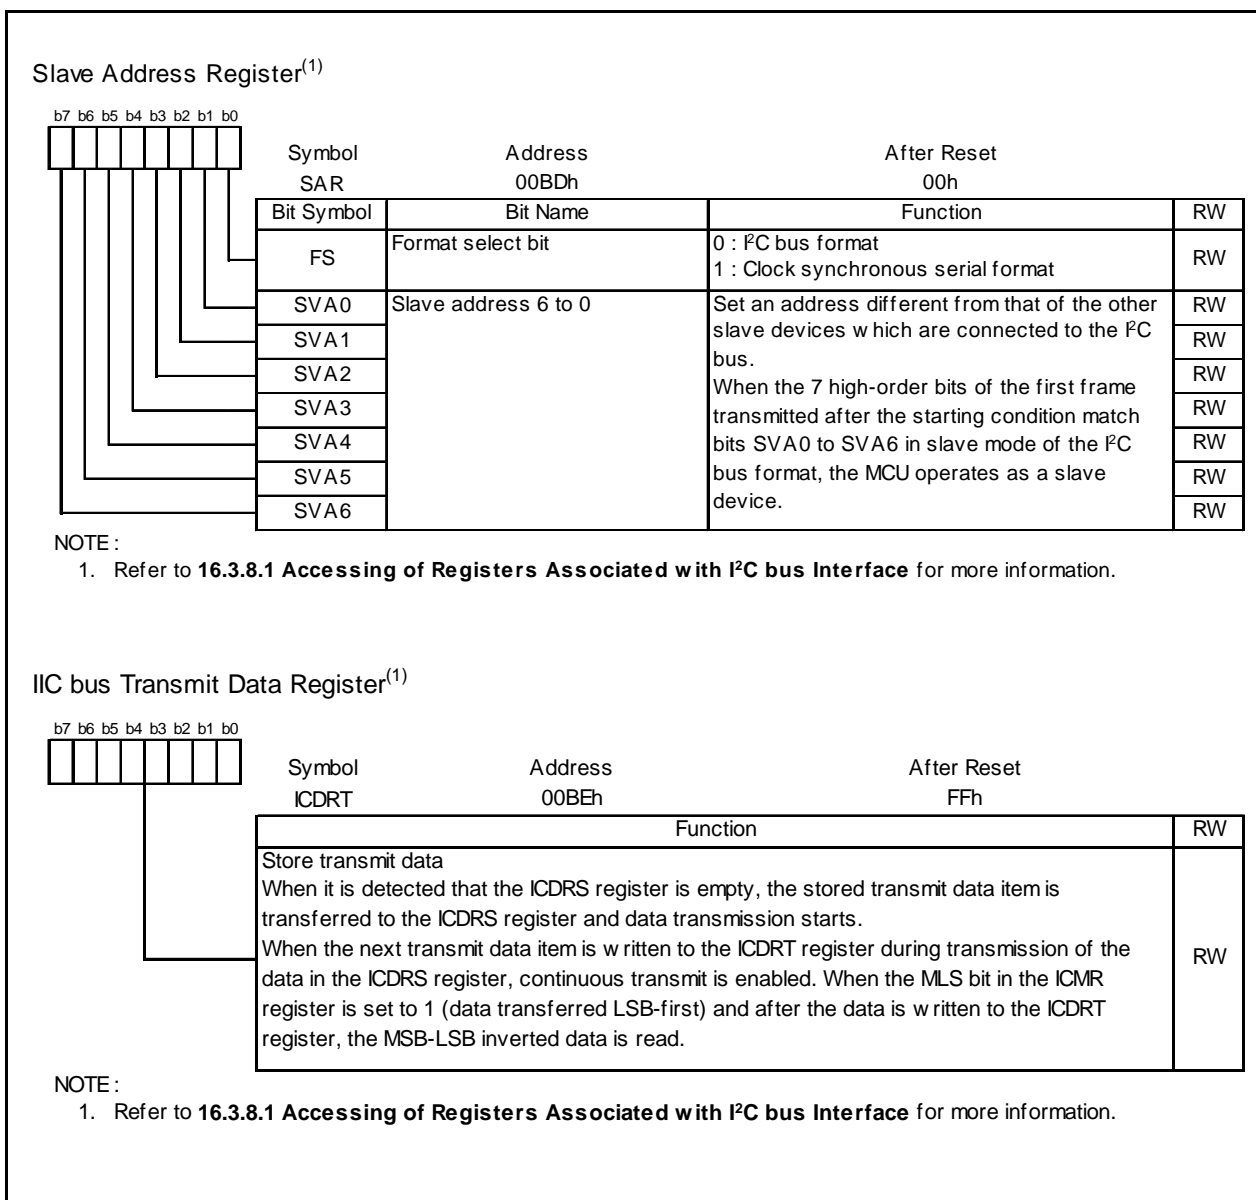 Slave Address Register(1)
b7 b6 b5 b4 b3 b2 b1 b0
Symbol Address After Reset
SAR 00BDh 00h
Bit Symbol Bit Name Function RW
FS Format select bit 0 : I²C bus format RW
1 : Clock synchronous serial format
SVA0 Slave address 6 to 0 Set an address different from that of the other RW
SVA1 slave devices which are connected to the I²C RW
bus.
SVA2 When the 7 high-order bits of the first frame RW
SVA3 transmitted after the starting condition match RW
SVA4 bits SVA0 to SVA6 in slave mode of the I²C RW
SVA5 bus format, the MCU operates as a slave RW
SVA6 device. RW
NOTE :
1. Refer to 16.3.8.1 Accessing of Registers Associated with I²C bus Interface for more information.
IIC bus Transmit Data Register(1)
b7 b6 b5 b4 b3 b2 b1 b0
Symbol Address After Reset
ICDRT 00BEh FFh
Function RW
Store transmit data
When it is detected that the ICDRS register is empty, the stored transmit data item is
transferred to the ICDRS register and data transmission starts.
When the next transmit data item is written to the ICDRT register during transmission of the RW
data in the ICDRS register, continuous transmit is enabled. When the MLS bit in the ICMR
register is set to 1 (data transferred LSB-first) and after the data is written to the ICDRT
register, the MSB-LSB inverted data is read.
NOTE :
1. Refer to 16.3.8.1 Accessing of Registers Associated with I²C bus Interface for more information.